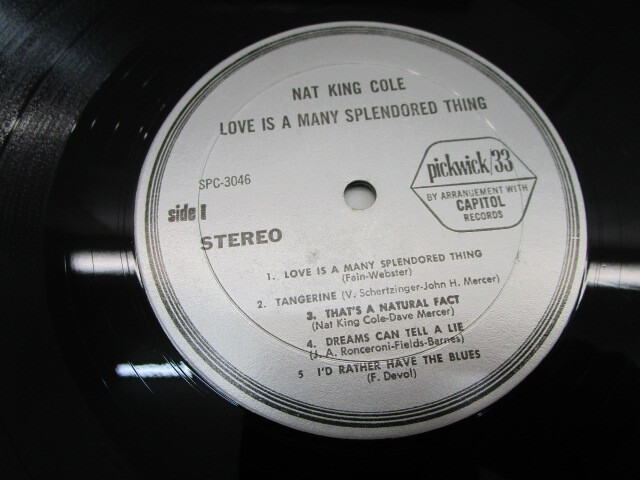 NAT KING COLE
LOVE IS A MANY SPLENDORED THING
pickwick/33
BY ARRANGEMENT WITH
CAPITOL
RECORDS
SPC-3046
side 1
STEREO
1. LOVE IS A MANY SPLENDORED THING
(Fain-Webster)
2. TANGERINE (V. Schertzinger-John H. Mercer)
3. THAT'S A NATURAL FACT
(Nat King Cole-Dave Mercer)
4. DREAMS CAN TELL A LIE
(J. A. Ronceroni-Fields-Barnes)
5 I'D RATHER HAVE THE BLUES
(F. Devol)